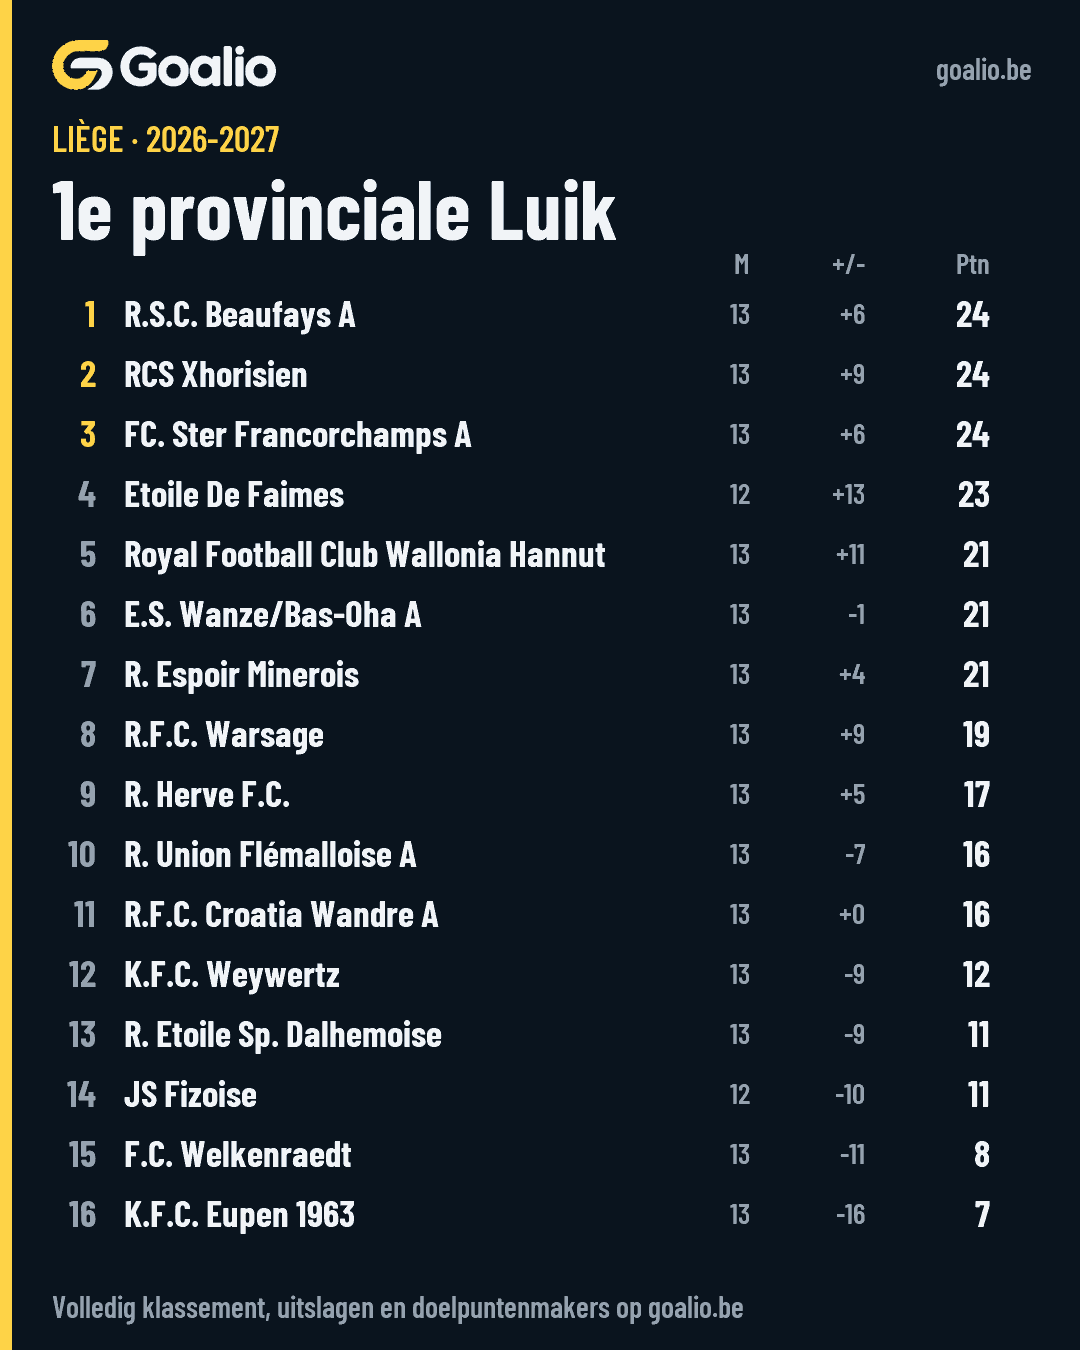 Goalio
goalio.be
LIÈGE · 2026-2027
1e provinciale Luik
M +/- Ptn
1 R.S.C. Beaufays A 13 +6 24
2 RCS Xhorisien 13 +9 24
3 FC. Ster Francorchamps A 13 +6 24
4 Etoile De Faimes 12 +13 23
5 Royal Football Club Wallonia Hannut 13 +11 21
6 E.S. Wanze/Bas-Oha A 13 -1 21
7 R. Espoir Minerois 13 +4 21
8 R.F.C. Warsage 13 +9 19
9 R. Herve F.C. 13 +5 17
10 R. Union Flémalloise A 13 -7 16
11 R.F.C. Croatia Wandre A 13 +0 16
12 K.F.C. Weywertz 13 -9 12
13 R. Etoile Sp. Dalhemoise 13 -9 11
14 JS Fizoise 12 -10 11
15 F.C. Welkenraedt 13 -11 8
16 K.F.C. Eupen 1963 13 -16 7
Volledig klassement, uitslagen en doelpuntenmakers op goalio.be